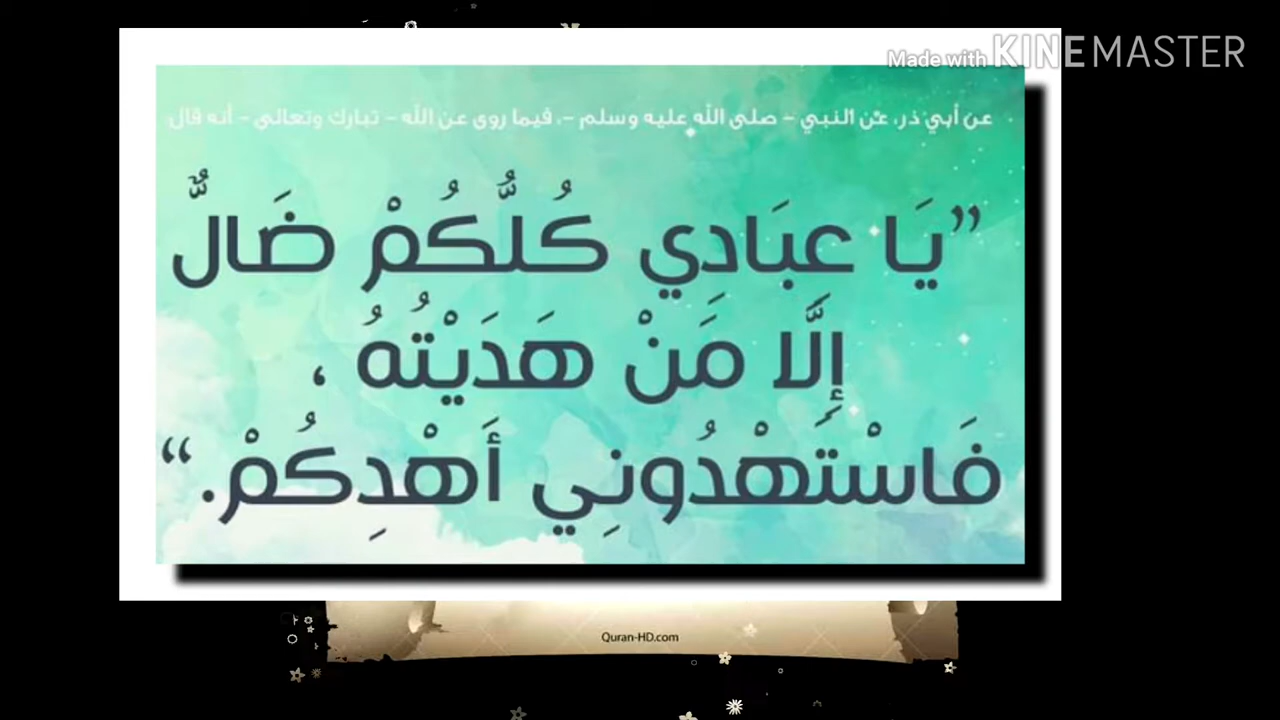 Made with KINEMASTER
عن أبي ذر، عن النبي - صلى الله عليه وسلم -، فيما روى عن الله - تبارك وتعالى - أنه قال
”يَا عبَادِي كُلُّكُمْ ضَالٌّ
إِلَّا مَنْ هَدَيْتُهُ ،
فَاسْتَهْدُونِي أَهْدِكُمْ.“
Quran-HD.com